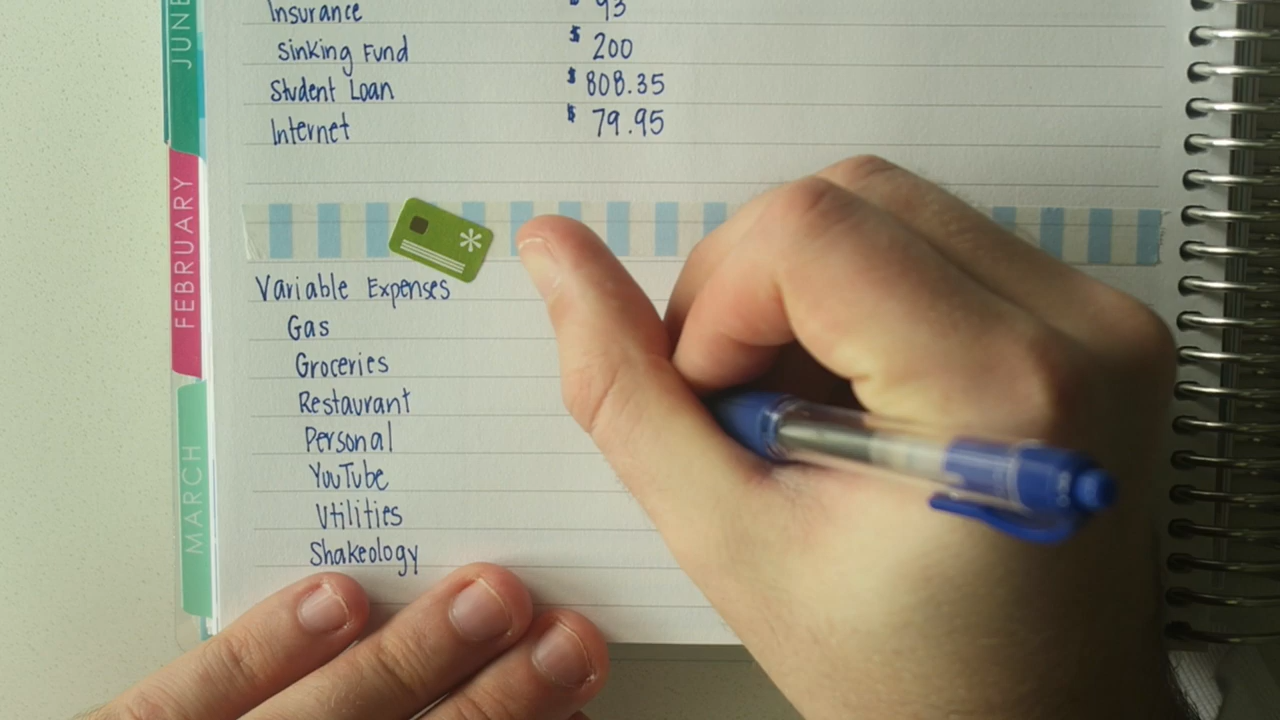 JUNE
Insurance $ 93
Sinking Fund $ 200
Student Loan $ 808.35
Internet $ 79.95
FEBRUARY
Variable Expenses
Gas
Groceries
Restaurant
Personal
YouTube
MARCH
Utilities
Shakeology